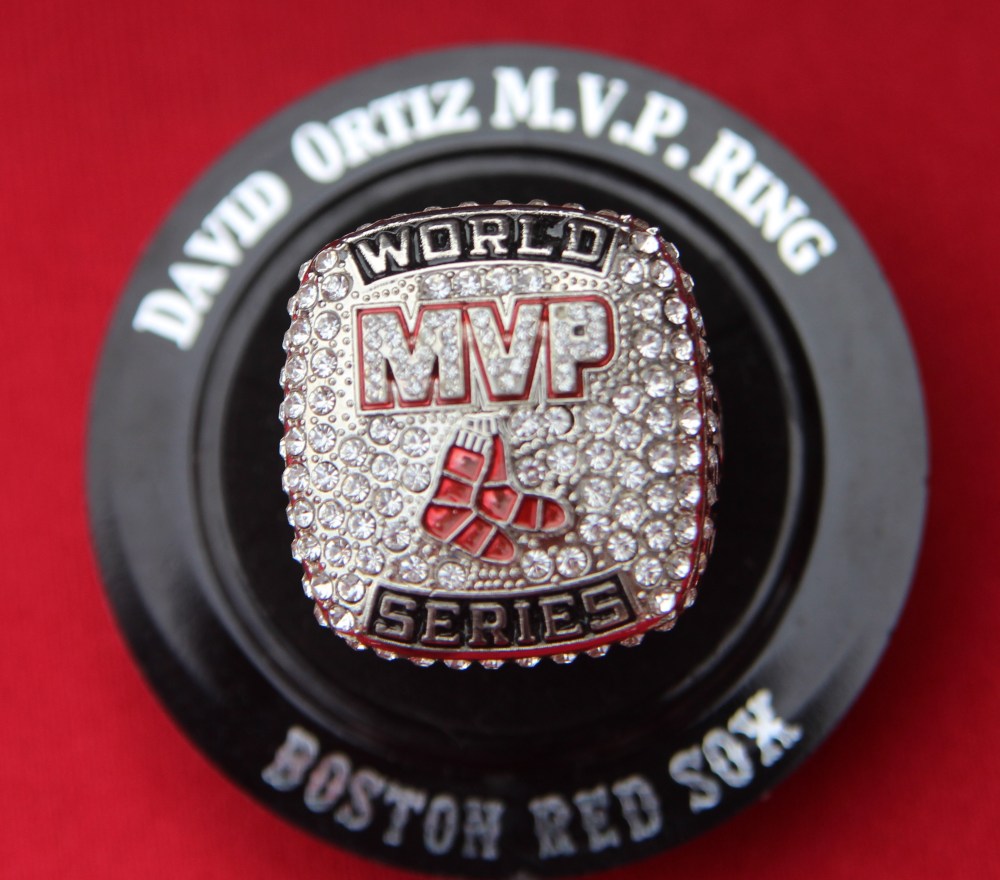 DAVID ORTIZ M.V.P. RING
WORLD
MVP
SERIES
BOSTON RED SOX